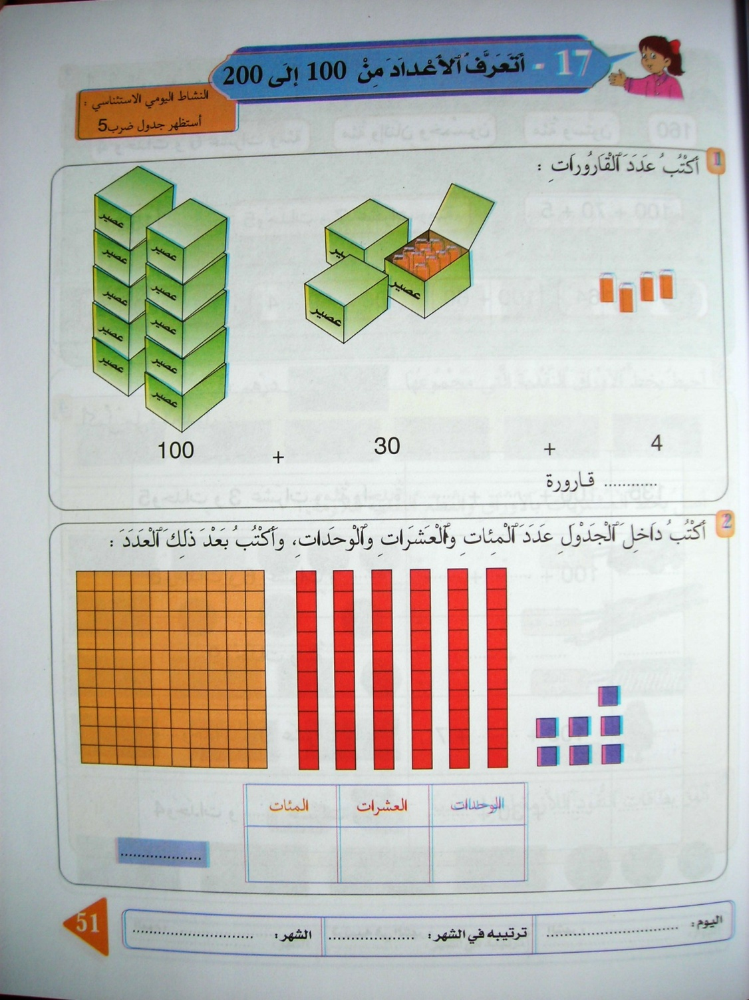 17 - أَتَعَرَّفُ ٱلْأَعْدادَ مِنْ 100 إِلَى 200
النشاط اليومي الاستئناسي :
أستظهر جدول ضرب5
1 أَكْتُبُ عَدَدَ ٱلْقَارُورَاتِ :
عصير
عصير
عصير
عصير
عصير
عصير
عصير
عصير
عصير
عصير
عصير
عصير
100 + 30 + 4
............ قارورة
2 أَكْتُبُ دَاخِلَ ٱلْجَدْوَلِ عَدَدَ ٱلْمِئَاتِ وَٱلْعَشَرَاتِ وَٱلْوَحَدَاتِ، وَأَكْتُبُ بَعْدَ ذَلِكَ ٱلْعَدَدَ :
الوحدات العشرات المئات
..................
اليوم: ..................... ترتيبه في الشهر: .................. الشهر: .........................
51